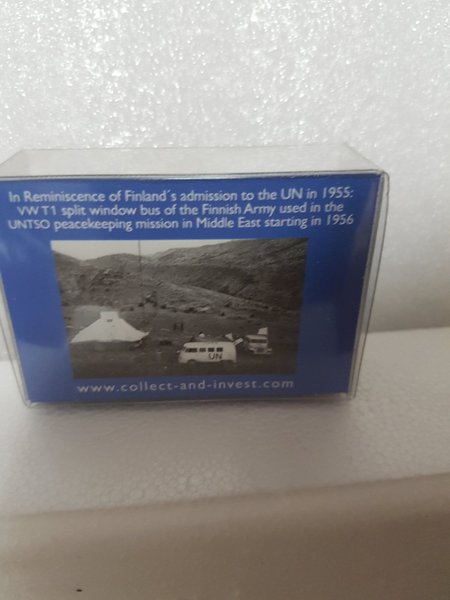 In Reminiscence of Finland´s admission to the UN in 1955:
VW T1 split window bus of the Finnish Army used in the
UNTSO peacekeeping mission in Middle East starting in 1956
UN
www.collect-and-invest.com